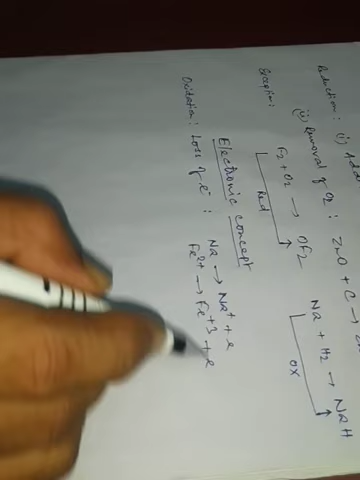 Reduction: (i) Add
(ii) Removal of O2 : ZnO + C →
Exception: F2 + O2 → OF2 Na + H2 → NaH
Red OX
Electronic concept
Oxidation: Loss of e- : Na → Na+ + e
Fe2+ → Fe+3 + e